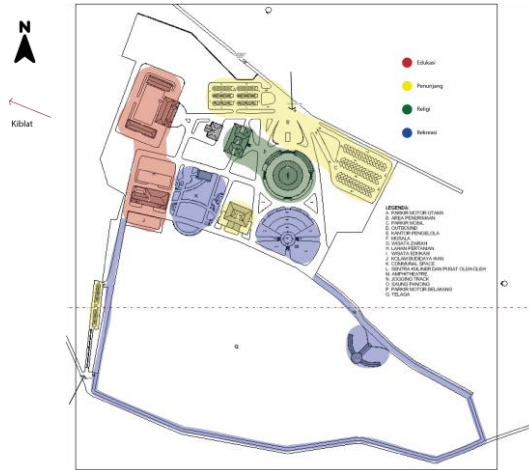 N
Kiblat
Edukasi
Penunjang
Religi
Rekreasi
LEGENDA:
A. PARKIR MOTOR UTAMA
B. AREA PENERIMAAN
C. PARKIR MOBIL
D. OUTBOUND
E. KANTOR PENGELOLA
F. MUSALA
G. WISATA ZIARAH
H. LAHAN PERTANIAN
I. WISATA EDUKASI
J. KOLAM BUDIDAYA IKAN
K. COMMUNAL SPACE
L. SENTRA KULINER DAN PUSAT OLEH-OLEH
M. AMPHITHEATRE
N. JOGGING TRACK
O. SAUNG PANCING
P. PARKIR MOTOR BELAKANG
Q. TELAGA
Q